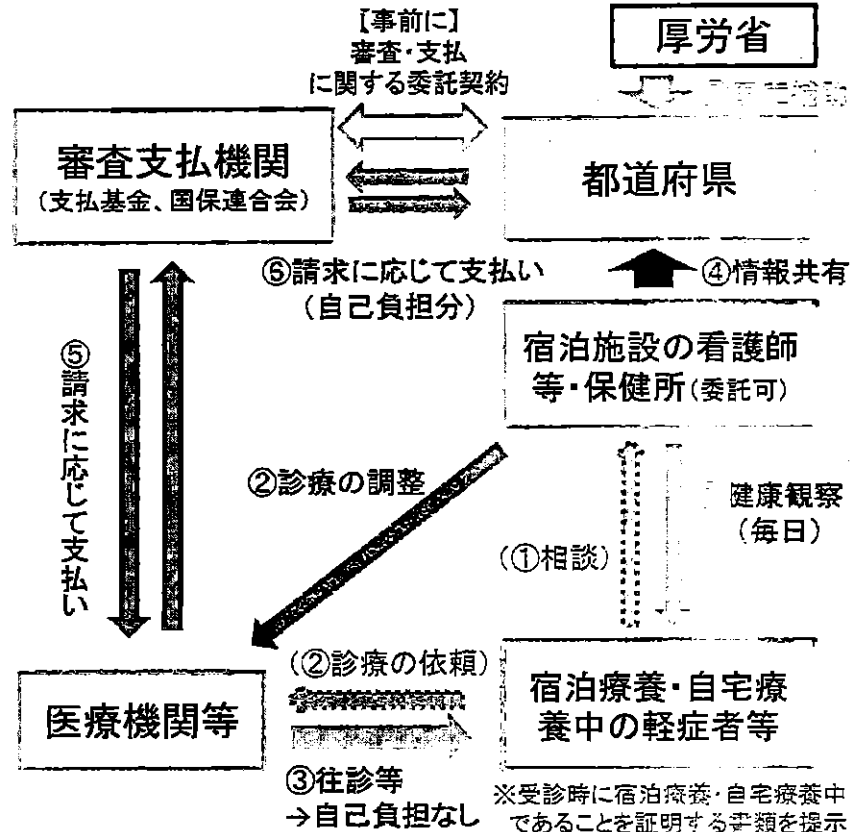 【事前に】
審査・支払
に関する委託契約
厚労省
審査支払機関
(支払基金、国保連合会)
都道府県
⑥請求に応じて支払い
(自己負担分)
④情報共有
宿泊施設の看護師
等・保健所(委託可)
⑤請求に応じて支払い
②診療の調整
健康観察
(毎日)
(①相談)
(②診療の依頼)
医療機関等
宿泊療養・自宅療
養中の軽症者等
③往診等
→自己負担なし
※受診時に宿泊療養・自宅療養中
であることを証明する書類を提示